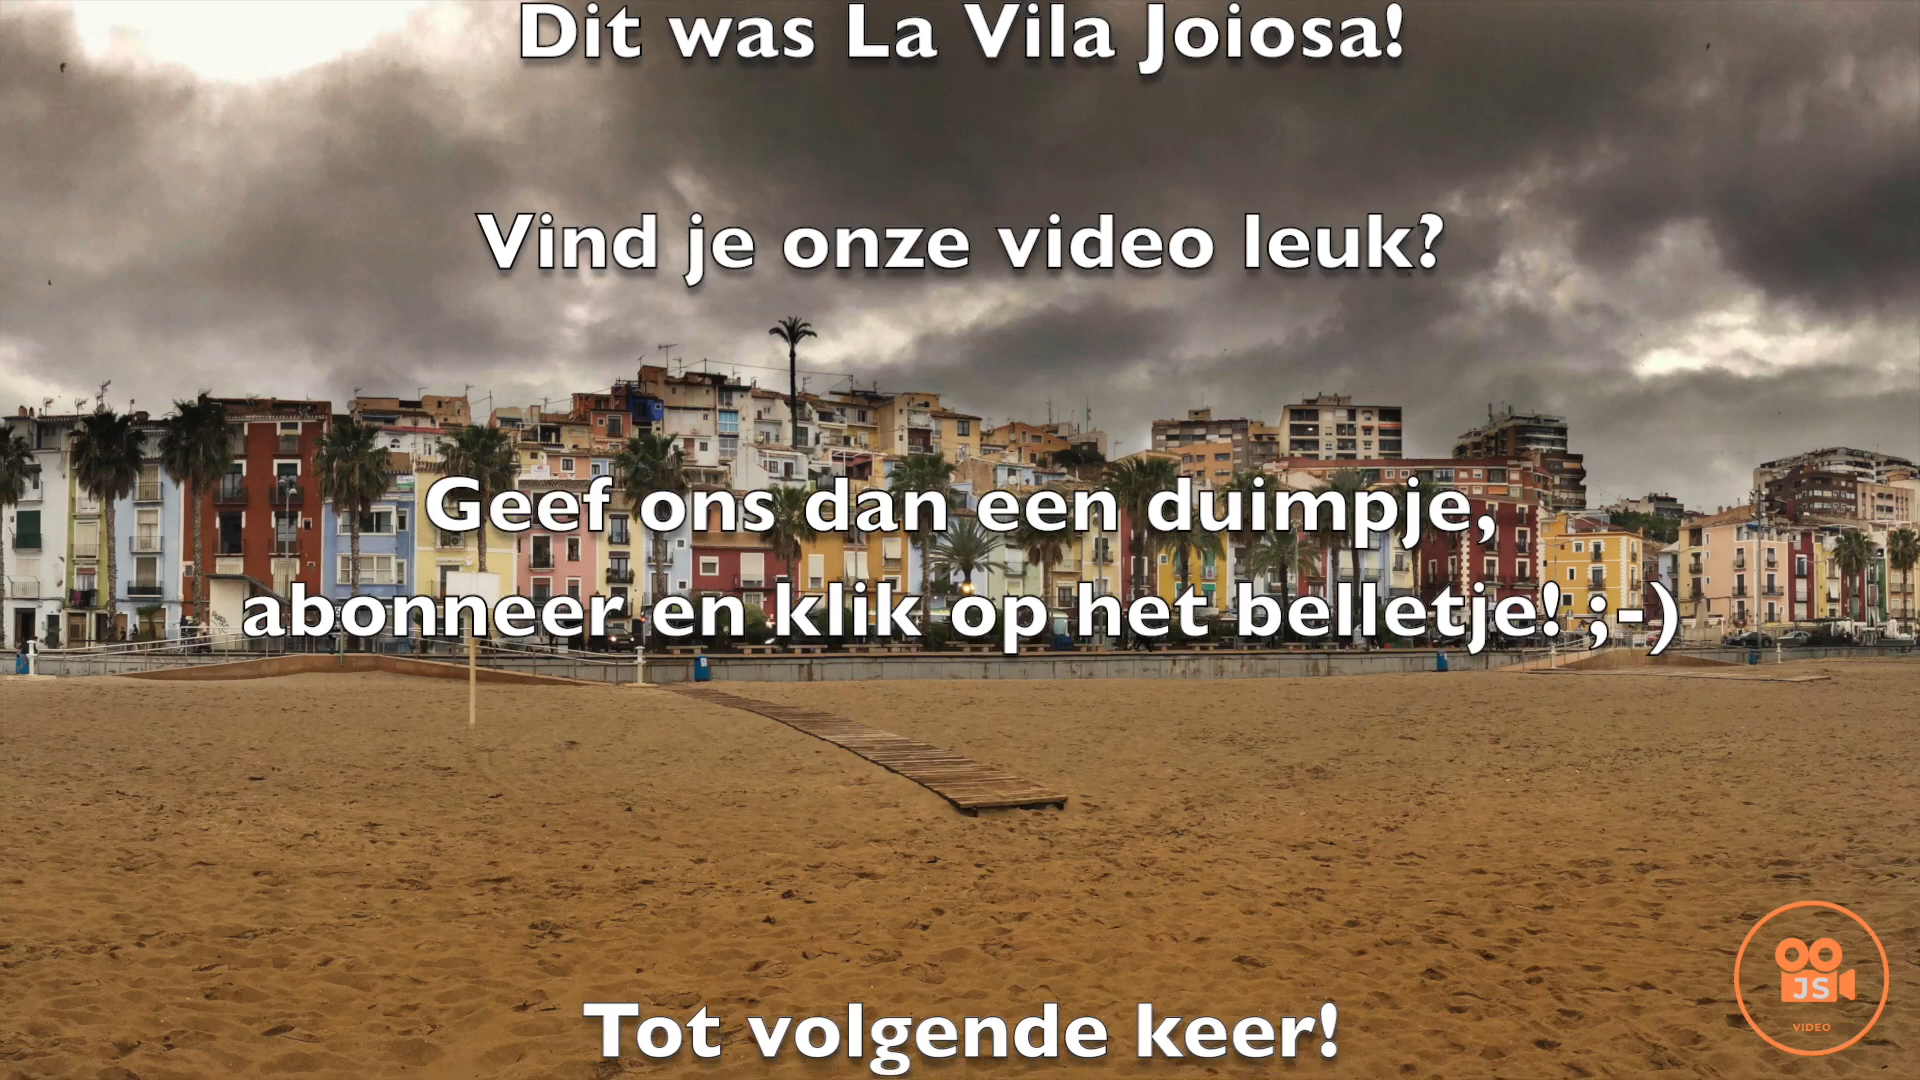 Dit was La Vila Joiosa!
Vind je onze video leuk?
Geef ons dan een duimpje,
abonneer en klik op het belletje! ;-)
Tot volgende keer!
JS
VIDEO